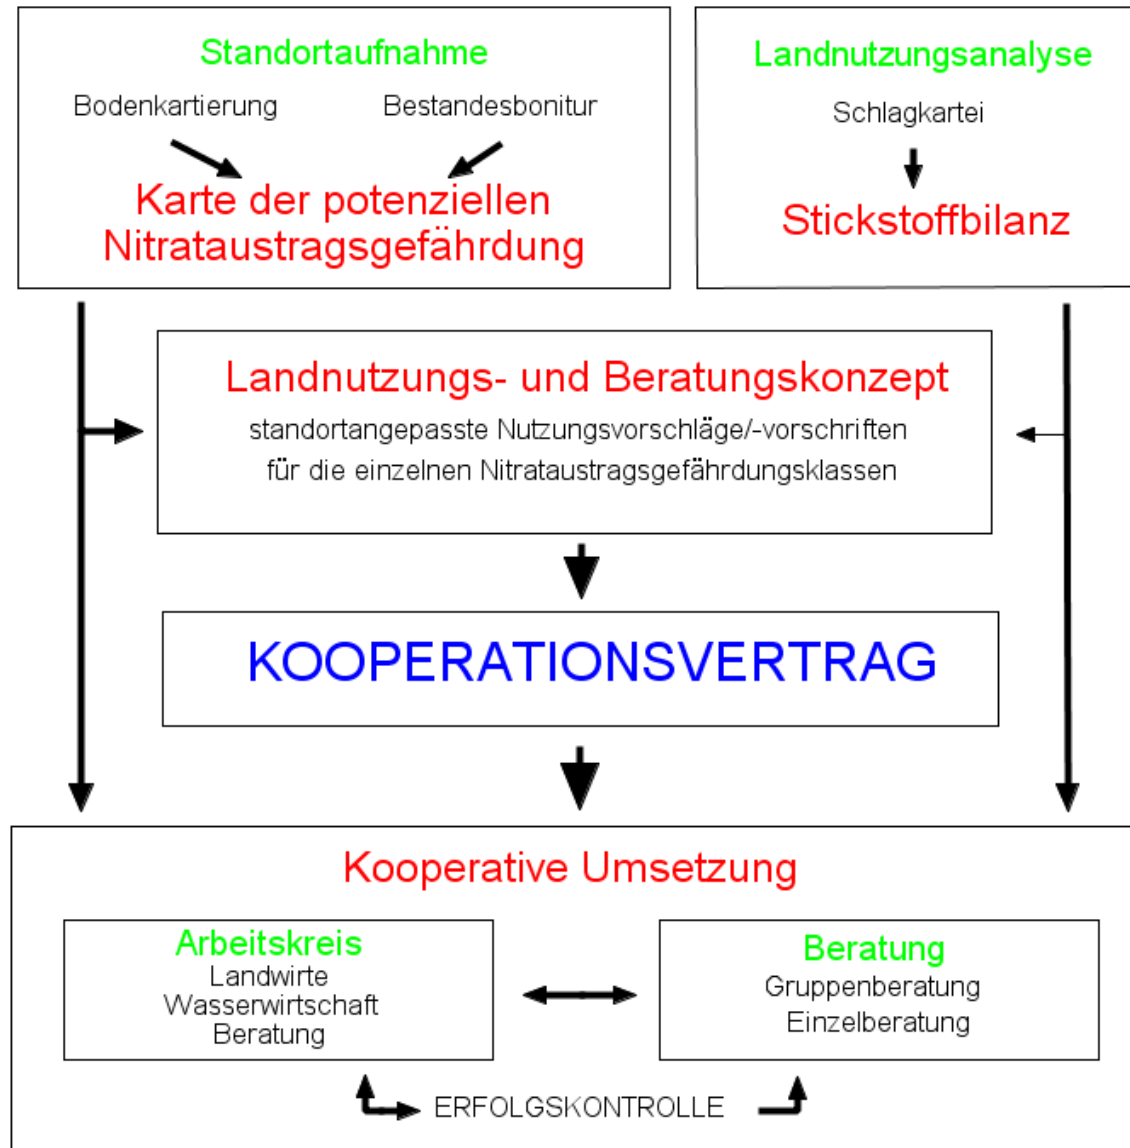 Standortaufnahme
Bodenkartierung Bestandesbonitur
Karte der potenziellen
Nitrataustragsgefährdung
Landnutzungsanalyse
Schlagkartei
Stickstoffbilanz
Landnutzungs- und Beratungskonzept
standortangepasste Nutzungsvorschläge/-vorschriften
für die einzelnen Nitrataustragsgefährdungsklassen
KOOPERATIONSVERTRAG
Kooperative Umsetzung
Arbeitskreis
Landwirte
Wasserwirtschaft
Beratung
Beratung
Gruppenberatung
Einzelberatung
ERFOLGSKONTROLLE